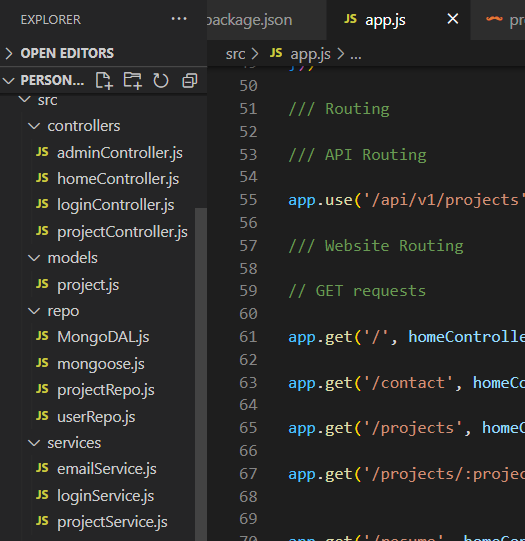 EXPLORER
OPEN EDITORS
PERSON...
src
controllers
JS adminController.js
JS homeController.js
JS loginController.js
JS projectController.js
models
JS project.js
repo
JS MongoDAL.js
JS mongoose.js
JS projectRepo.js
JS userRepo.js
services
JS emailService.js
JS loginService.js
JS projectService.js
package.json
JS app.js
pr
src > JS app.js > ...
50
51 /// Routing
52
53 /// API Routing
54
55 app.use('/api/v1/projects'
56
57 /// Website Routing
58
59 // GET requests
60
61 app.get('/', homeControlle
62
63 app.get('/contact', homeCo
64
65 app.get('/projects', homeC
66
67 app.get('/projects/:projec
68
69
70 app.get('/resume', homeCon